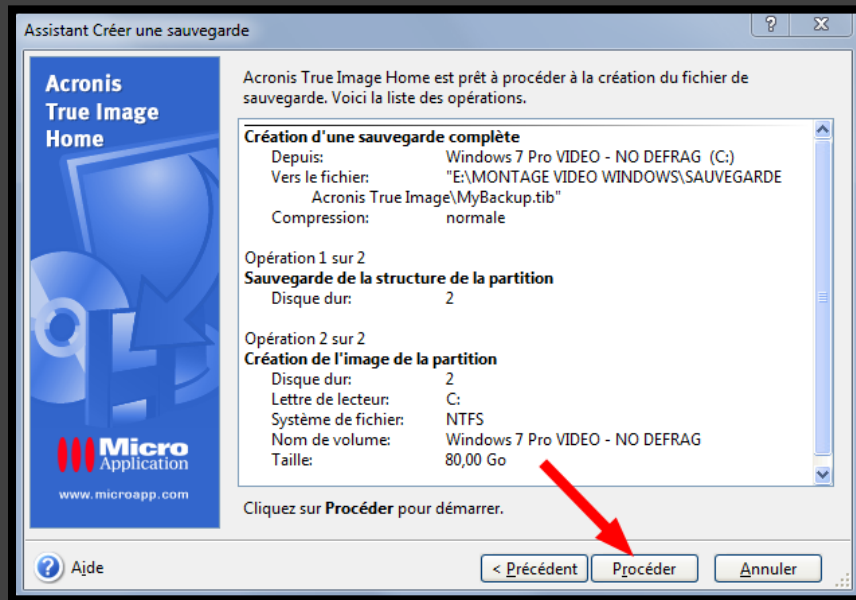 Assistant Créer une sauvegarde
Acronis
True Image
Home
Acronis True Image Home est prêt à procéder à la création du fichier de
sauvegarde. Voici la liste des opérations.
Création d'une sauvegarde complète
Depuis: Windows 7 Pro VIDEO - NO DEFRAG (C:)
Vers le fichier: "E:\MONTAGE VIDEO WINDOWS\SAUVEGARDE
Acronis True Image\MyBackup.tib"
Compression: normale
Opération 1 sur 2
Sauvegarde de la structure de la partition
Disque dur: 2
Opération 2 sur 2
Création de l'image de la partition
Disque dur: 2
Lettre de lecteur: C:
Système de fichier: NTFS
Nom de volume: Windows 7 Pro VIDEO - NO DEFRAG
Taille: 80,00 Go
Micro
Application
www.microapp.com
Cliquez sur Procéder pour démarrer.
? Aide
< Précédent Procéder Annuler